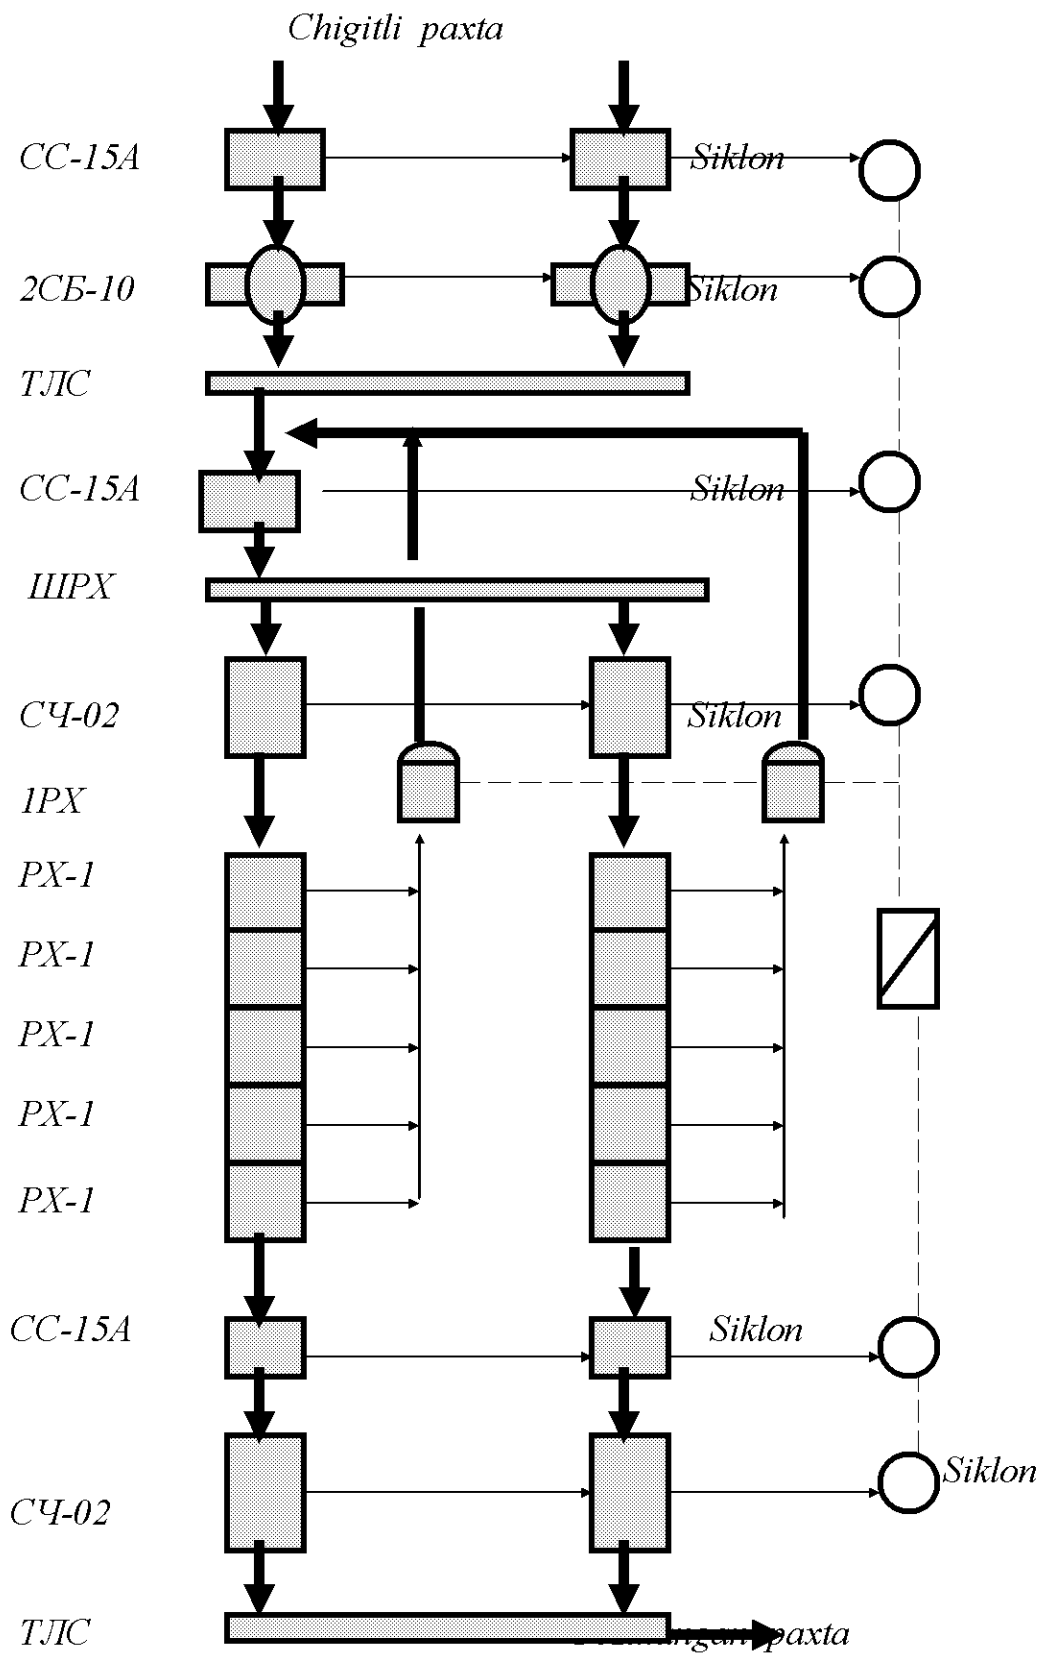 Chigitli paxta
СС-15А
Siklon
2СБ-10
Siklon
ТЛС
СС-15А
Siklon
ШРХ
СЧ-02
Siklon
1РХ
РХ-1
РХ-1
РХ-1
РХ-1
РХ-1
СС-15А
Siklon
Siklon
СЧ-02
ТЛС
paxta